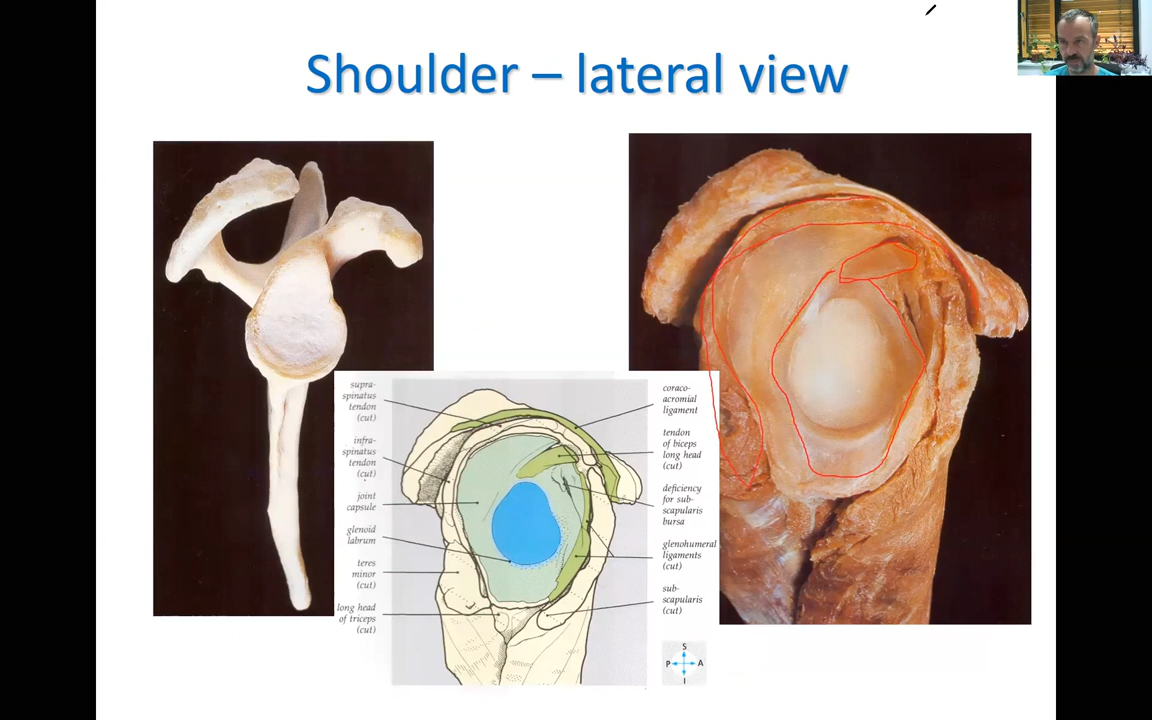 Shoulder – lateral view
supra-
spinatus
tendon
(cut)
infra-
spinatus
tendon
(cut)
joint
capsule
glenoid
labrum
teres
minor
(cut)
long head
of triceps
(cut)
coraco-
acromial
ligament
tendon
of biceps
long head
(cut)
deficiency
for sub-
scapularis
bursa
glenohumeral
ligaments
(cut)
sub-
scapularis
(cut)
S
P A
I